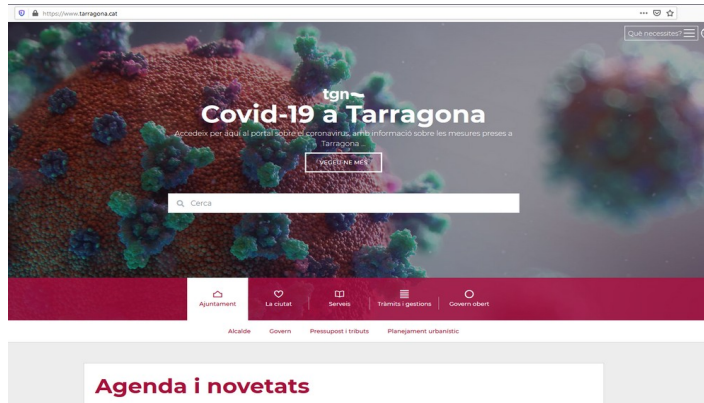 https://www.tarragona.cat
Què necessites?
tgn
Covid-19 a Tarragona
Accedeix per aquí al portal sobre el coronavirus, amb informació sobre les mesures preses a
Tarragona ...
VEGEU-NE MÉS
Cerca
Ajuntament
La ciutat
Serveis
Tràmits i gestions
Govern obert
Alcalde
Govern
Pressupost i tributs
Planejament urbanístic
Agenda i novetats